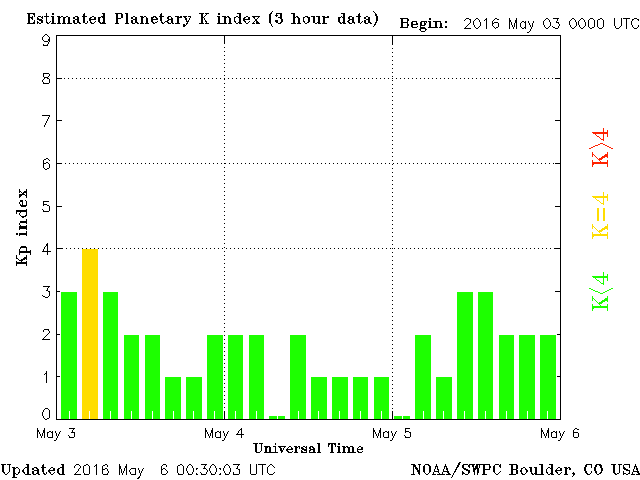 Estimated Planetary K index (3 hour data) Begin: 2016 May 03 0000 UTC
9
8
7
6
5
4
3
2
1
0
Kp index
K>4
K=4
K<4
May 3 May 4 May 5 May 6
Universal Time
Updated 2016 May 6 00:30:03 UTC NOAA/SWPC Boulder, CO USA